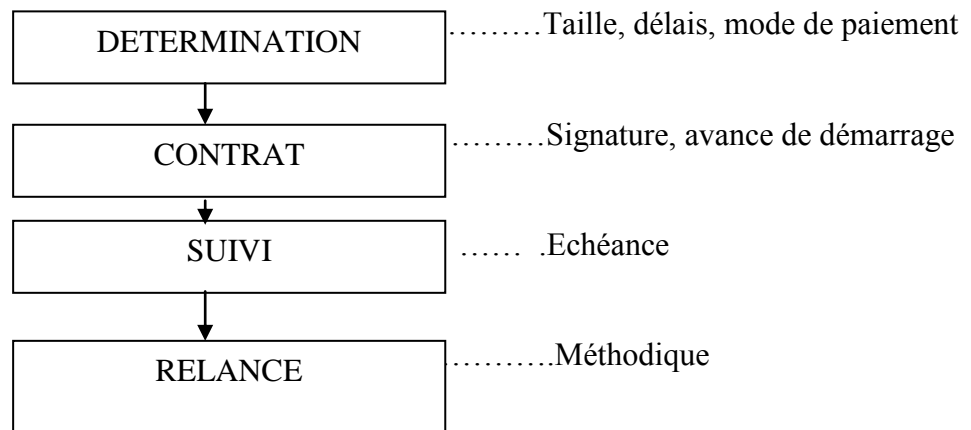 DETERMINATION ………Taille, délais, mode de paiement
CONTRAT ………Signature, avance de démarrage
SUIVI …… .Echéance
RELANCE ………..Méthodique